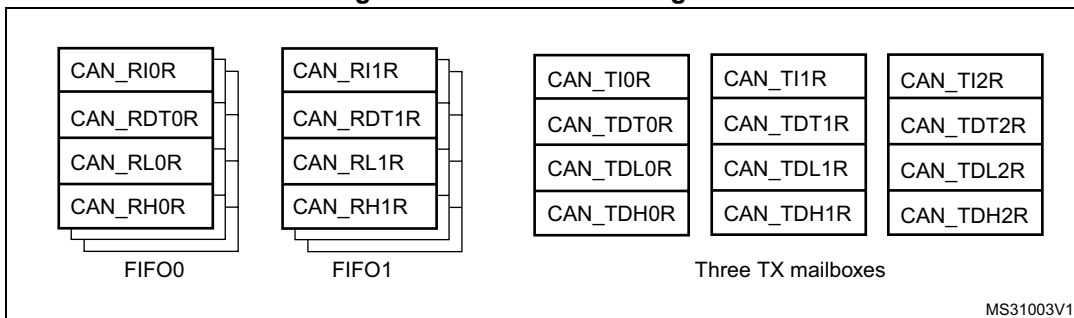 CAN_RI0R
CAN_RDT0R
CAN_RL0R
CAN_RH0R
FIFO0
CAN_RI1R
CAN_RDT1R
CAN_RL1R
CAN_RH1R
FIFO1
CAN_TI0R
CAN_TDT0R
CAN_TDL0R
CAN_TDH0R
CAN_TI1R
CAN_TDT1R
CAN_TDL1R
CAN_TDH1R
CAN_TI2R
CAN_TDT2R
CAN_TDL2R
CAN_TDH2R
Three TX mailboxes
MS31003V1